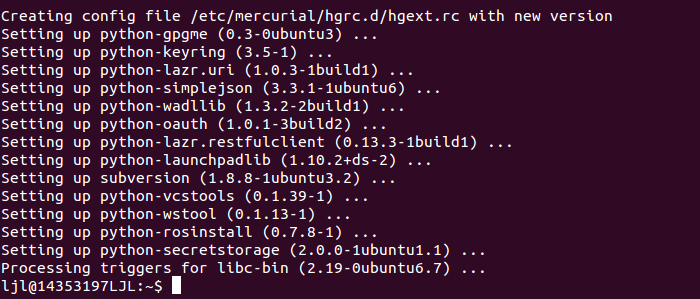 Creating config file /etc/mercurial/hgrc.d/hgext.rc with new version
Setting up python-gpgme (0.3-0ubuntu3) ...
Setting up python-keyring (3.5-1) ...
Setting up python-lazr.uri (1.0.3-1build1) ...
Setting up python-simplejson (3.3.1-1ubuntu6) ...
Setting up python-wadllib (1.3.2-2build1) ...
Setting up python-oauth (1.0.1-3build2) ...
Setting up python-lazr.restfulclient (0.13.3-1build1) ...
Setting up python-launchpadlib (1.10.2+ds-2) ...
Setting up subversion (1.8.8-1ubuntu3.2) ...
Setting up python-vcstools (0.1.39-1) ...
Setting up python-wstool (0.1.13-1) ...
Setting up python-rosinstall (0.7.8-1) ...
Setting up python-secretstorage (2.0.0-1ubuntu1.1) ...
Processing triggers for libc-bin (2.19-0ubuntu6.7) ...
ljl@14353197LJL:~$